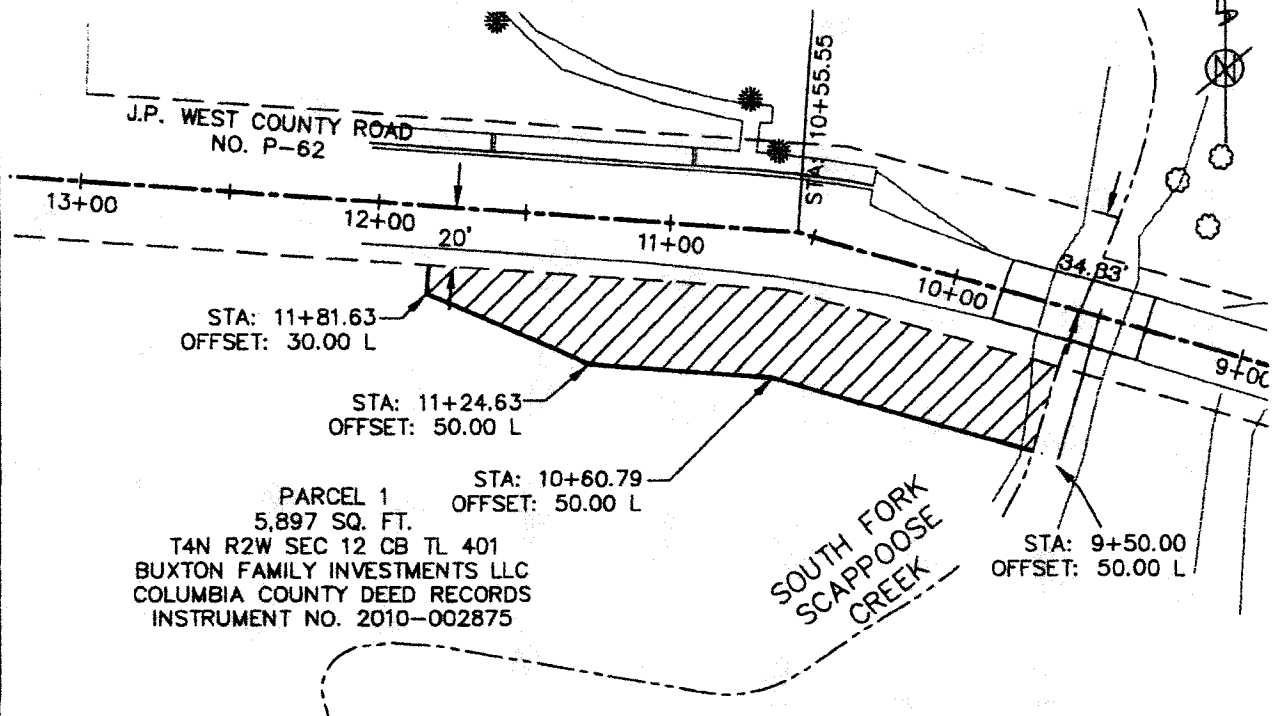 STA: 10+55.55
J.P. WEST COUNTY ROAD
NO. P-62
13+00
12+00
20'
11+00
10+00
34.83'
9+00
STA: 11+81.63
OFFSET: 30.00 L
STA: 11+24.63
OFFSET: 50.00 L
STA: 10+60.79
OFFSET: 50.00 L
PARCEL 1
5,897 SQ. FT.
T4N R2W SEC 12 CB TL 401
BUXTON FAMILY INVESTMENTS LLC
COLUMBIA COUNTY DEED RECORDS
INSTRUMENT NO. 2010-002875
SOUTH FORK
SCAPPOOSE
CREEK
STA: 9+50.00
OFFSET: 50.00 L
N